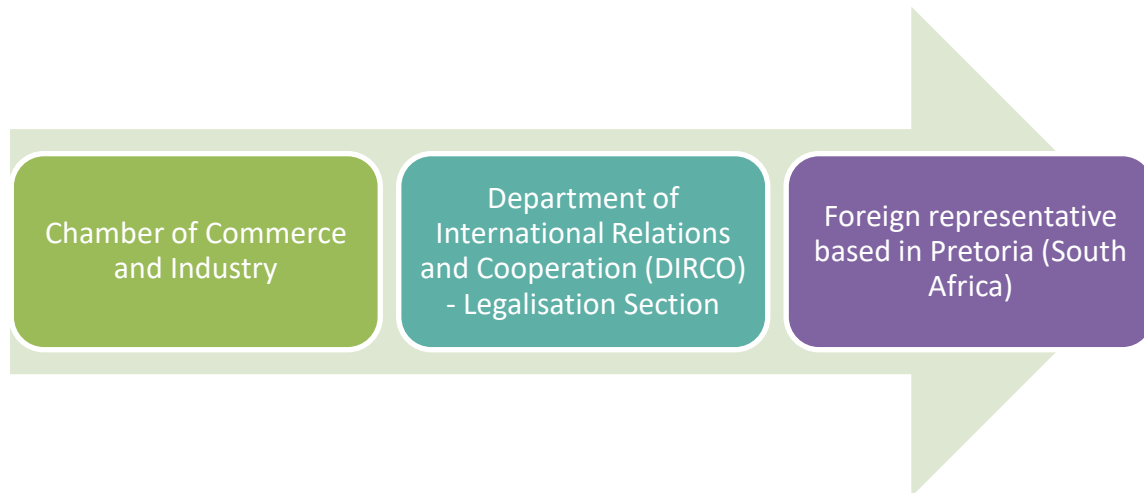 Chamber of Commerce
and Industry
Department of
International Relations
and Cooperation (DIRCO)
- Legalisation Section
Foreign representative
based in Pretoria (South
Africa)